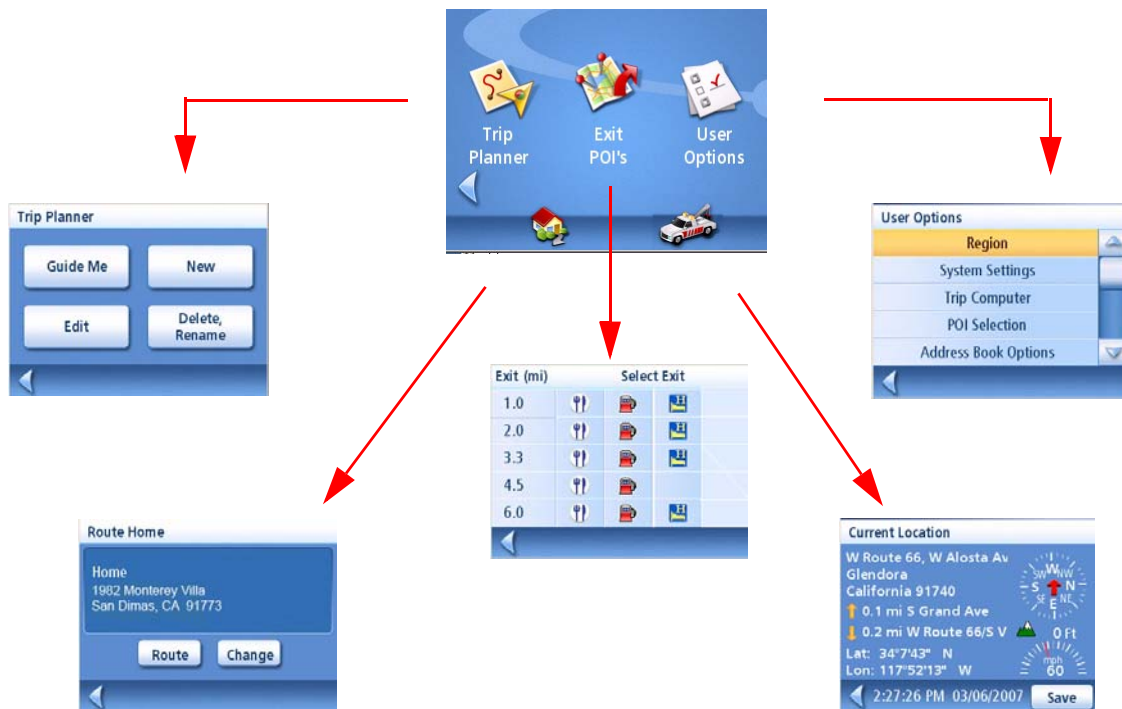 Trip
Planner
Exit
POI's
User
Options
Trip Planner
Guide Me
New
Edit
Delete,
Rename
User Options
Region
System Settings
Trip Computer
POI Selection
Address Book Options
Exit (mi)
Select Exit
1.0
2.0
3.3
4.5
6.0
Route Home
Home
1982 Monterey Villa
San Dimas, CA 91773
Route
Change
Current Location
W Route 66, W Alosta Av
Glendora
California 91740
0.1 mi S Grand Ave
0.2 mi W Route 66/S V
Lat: 34°7'43" N
Lon: 117°52'13" W
SW W NW
S N
SE E NE
0 Ft
mph
60
2:27:26 PM 03/06/2007
Save